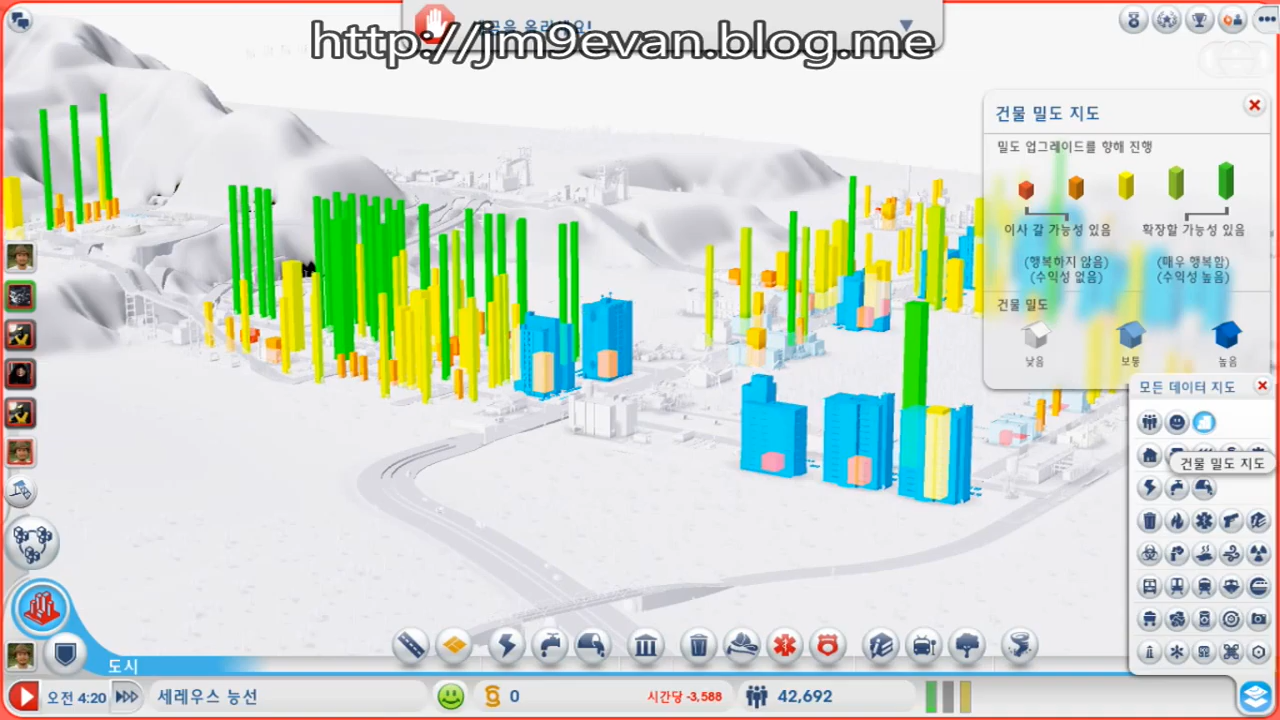 올리세요!
http://jm9evan.blog.me
건물 밀도 지도
밀도 업그레이드를 향해 진행
이사 갈 가능성 있음
확장할 가능성 있음
(행복하지 않음)
(수익성 없음)
(매우 행복함)
(수익성 높음)
건물 밀도
낮음
보통
높음
모든 데이터 지도
건물 밀도 지도
도시
오전 4:20
세레우스 능선
0
시간당 -3,588
42,692